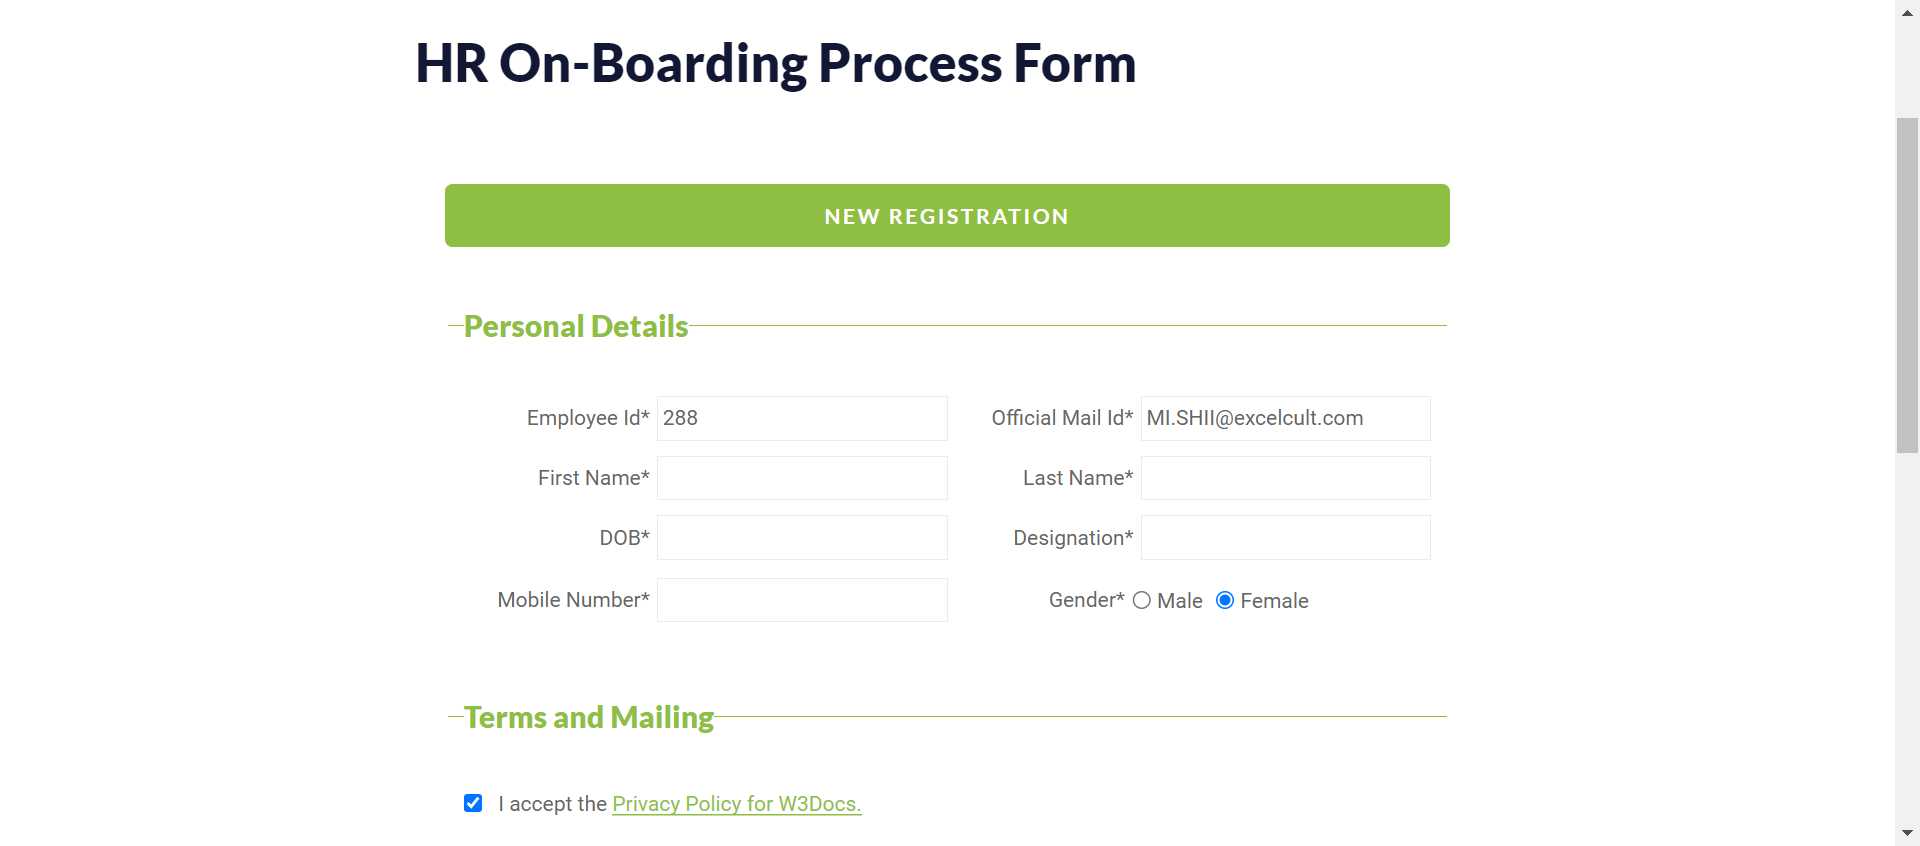 HR On-Boarding Process Form
NEW REGISTRATION
Personal Details
Employee Id* 288 Official Mail Id* MI.SHII@excelcult.com
First Name* Last Name*
DOB* Designation*
Mobile Number* Gender* Male Female
Terms and Mailing
I accept the Privacy Policy for W3Docs.